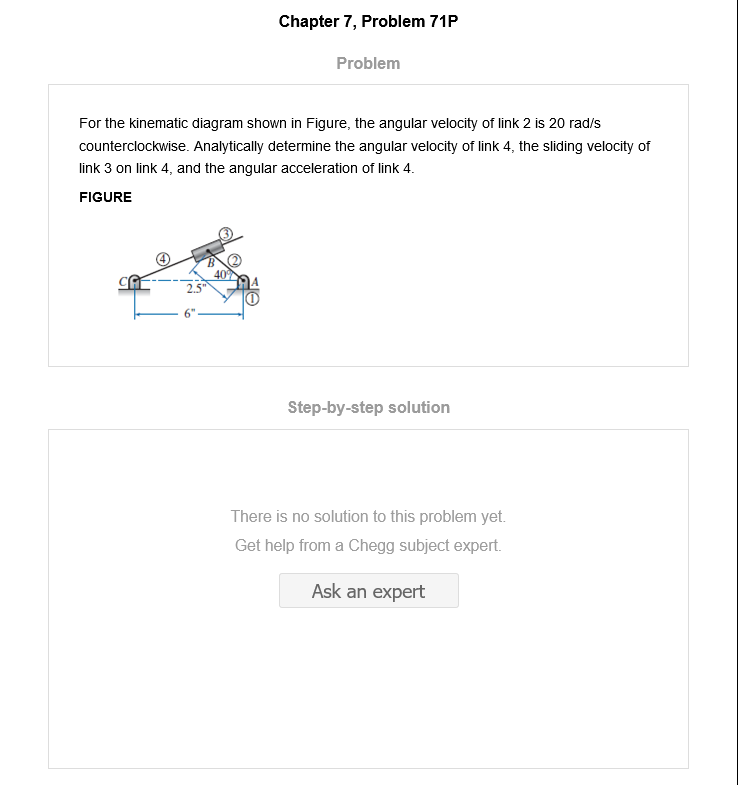 Chapter 7, Problem 71P
Problem
For the kinematic diagram shown in Figure, the angular velocity of link 2 is 20 rad/s
counterclockwise. Analytically determine the angular velocity of link 4, the sliding velocity of
link 3 on link 4, and the angular acceleration of link 4.
FIGURE
3
4
B 2
40°
C A
2.5"
1
6"
Step-by-step solution
There is no solution to this problem yet.
Get help from a Chegg subject expert.
Ask an expert